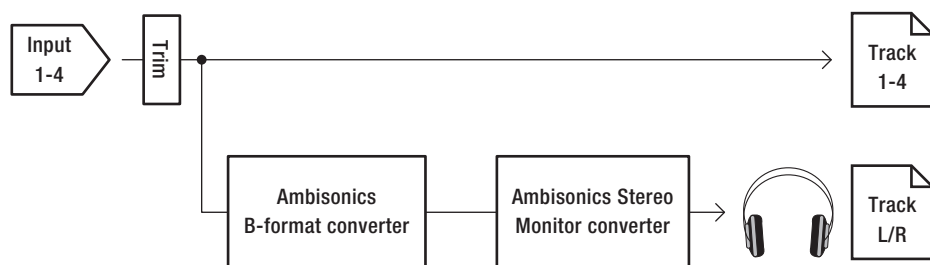 Input
1-4
Trim
Track
1-4
Ambisonics
B-format converter
Ambisonics Stereo
Monitor converter
Track
L/R